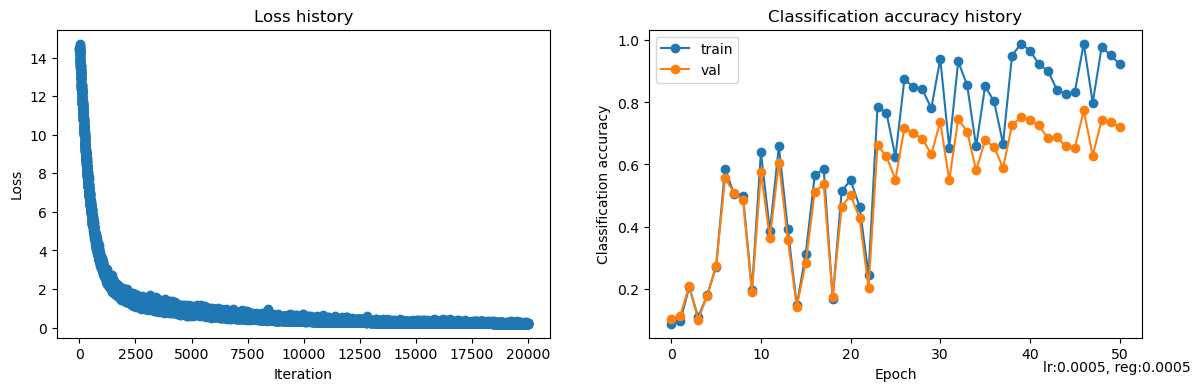 Loss history
Loss
14
12
10
8
6
4
2
0
0 2500 5000 7500 10000 12500 15000 17500 20000
Iteration
Classification accuracy history
train
val
Classification accuracy
1.0
0.8
0.6
0.4
0.2
0 10 20 30 40 50
Epoch
lr:0.0005, reg:0.0005